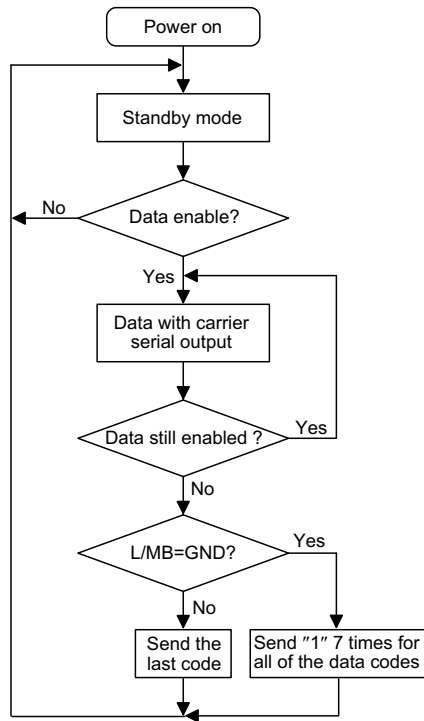 Power on
Standby mode
Data enable?
No
Yes
Data with carrier
serial output
Data still enabled ?
Yes
No
L/MB=GND?
Yes
No
Send the
last code
Send ″1″ 7 times for
all of the data codes